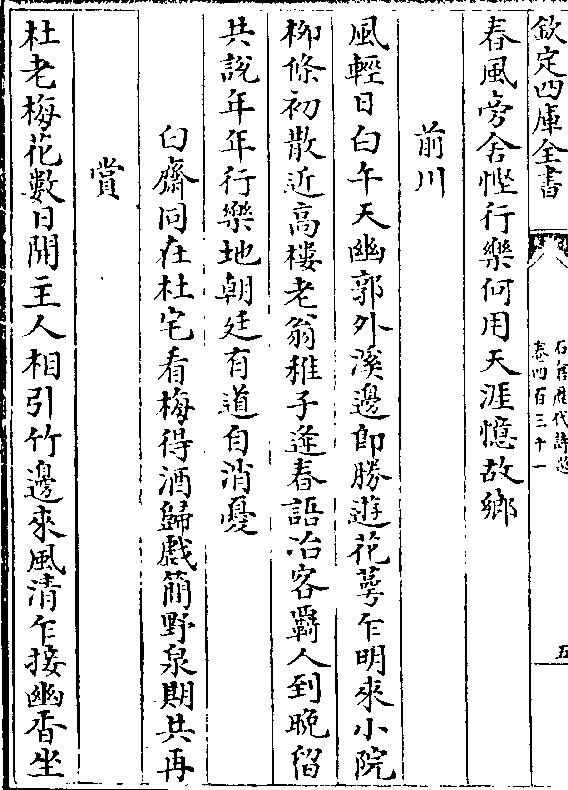 欽定四庫全書
石倉歷代詩選
卷四百三十一
五
春風旁舍慳行樂何用天涯憶故鄉
前川
風輕日白午天幽郭外溪邊即勝遊花萼乍明來小院
柳條初散近高樓老翁稚子逢春語冶客覊人到晚留
共說年年行樂地朝廷有道自消憂
白齋同在杜宅看梅得酒歸戲簡野泉期共再
賞
杜老梅花數日開主人相引竹邊來風清乍接幽香坐